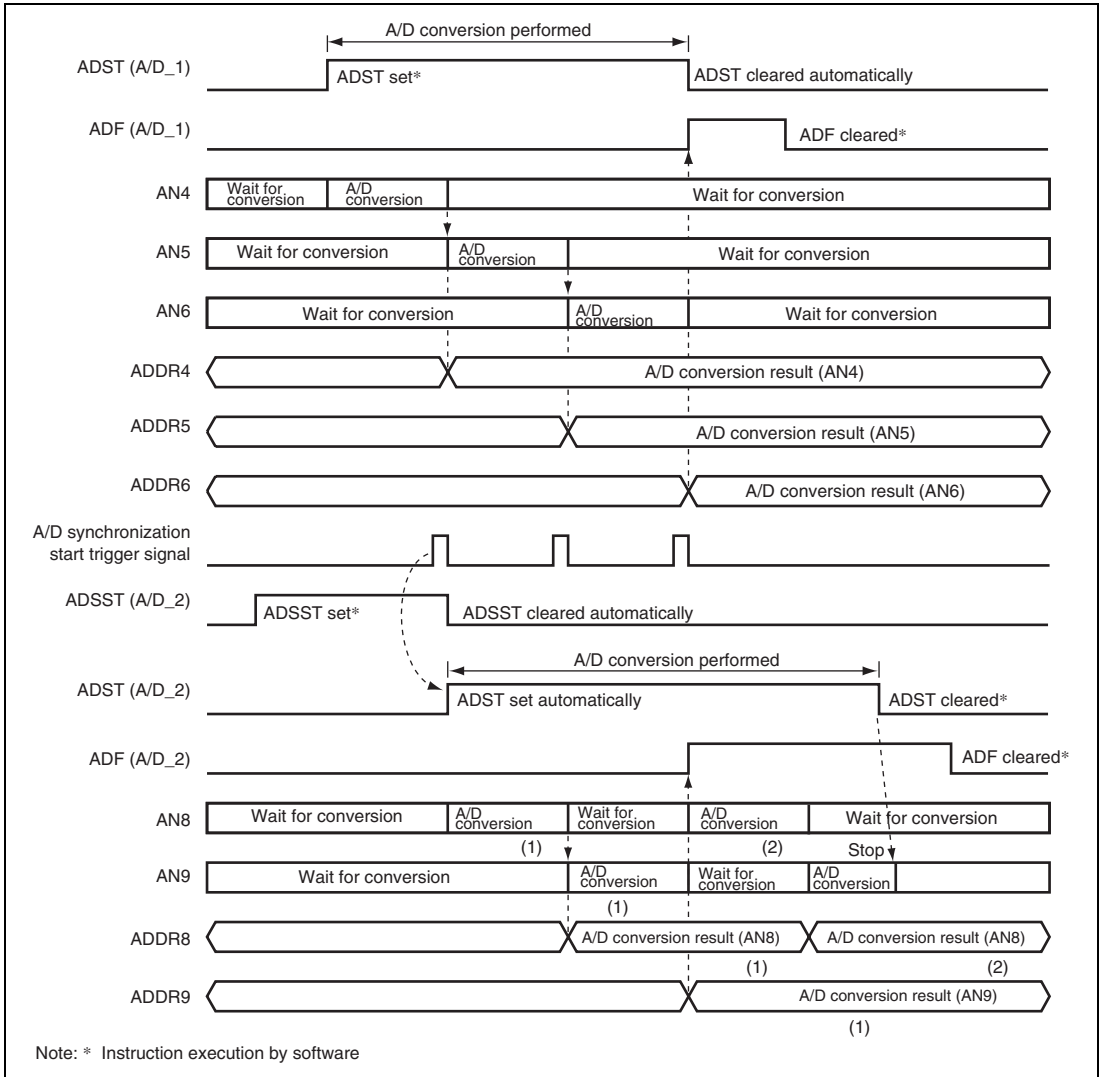 A/D conversion performed
ADST (A/D_1)
ADST set*
ADST cleared automatically
ADF (A/D_1)
ADF cleared*
AN4
Wait for
conversion
A/D
conversion
Wait for conversion
AN5
Wait for conversion
A/D
conversion
Wait for conversion
AN6
Wait for conversion
A/D
conversion
Wait for conversion
ADDR4
A/D conversion result (AN4)
ADDR5
A/D conversion result (AN5)
ADDR6
A/D conversion result (AN6)
A/D synchronization
start trigger signal
ADSST (A/D_2)
ADSST set*
ADSST cleared automatically
A/D conversion performed
ADST (A/D_2)
ADST set automatically
ADST cleared*
ADF (A/D_2)
ADF cleared*
AN8
Wait for conversion
A/D
conversion
Wait for
conversion
A/D
conversion
Wait for conversion
(1)
(2)
Stop
AN9
Wait for conversion
A/D
conversion
Wait for
conversion
A/D
conversion
(1)
ADDR8
A/D conversion result (AN8)
A/D conversion result (AN8)
(1)
(2)
ADDR9
A/D conversion result (AN9)
(1)
Note: * Instruction execution by software